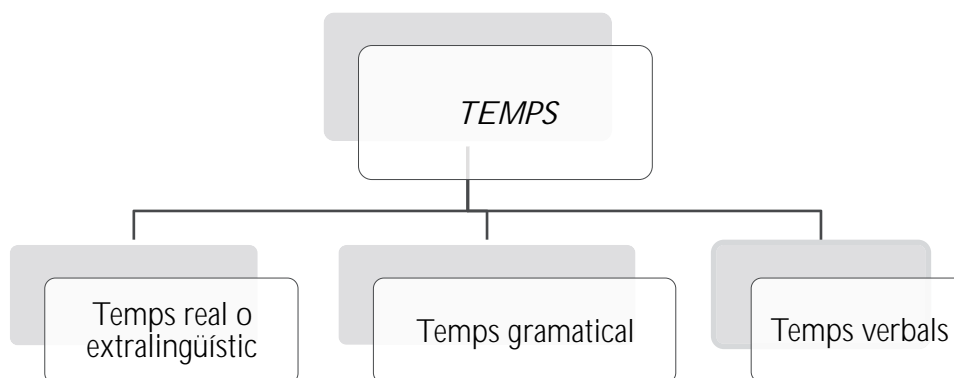 TEMPS
Temps real o
extralingüístic
Temps gramatical
Temps verbals